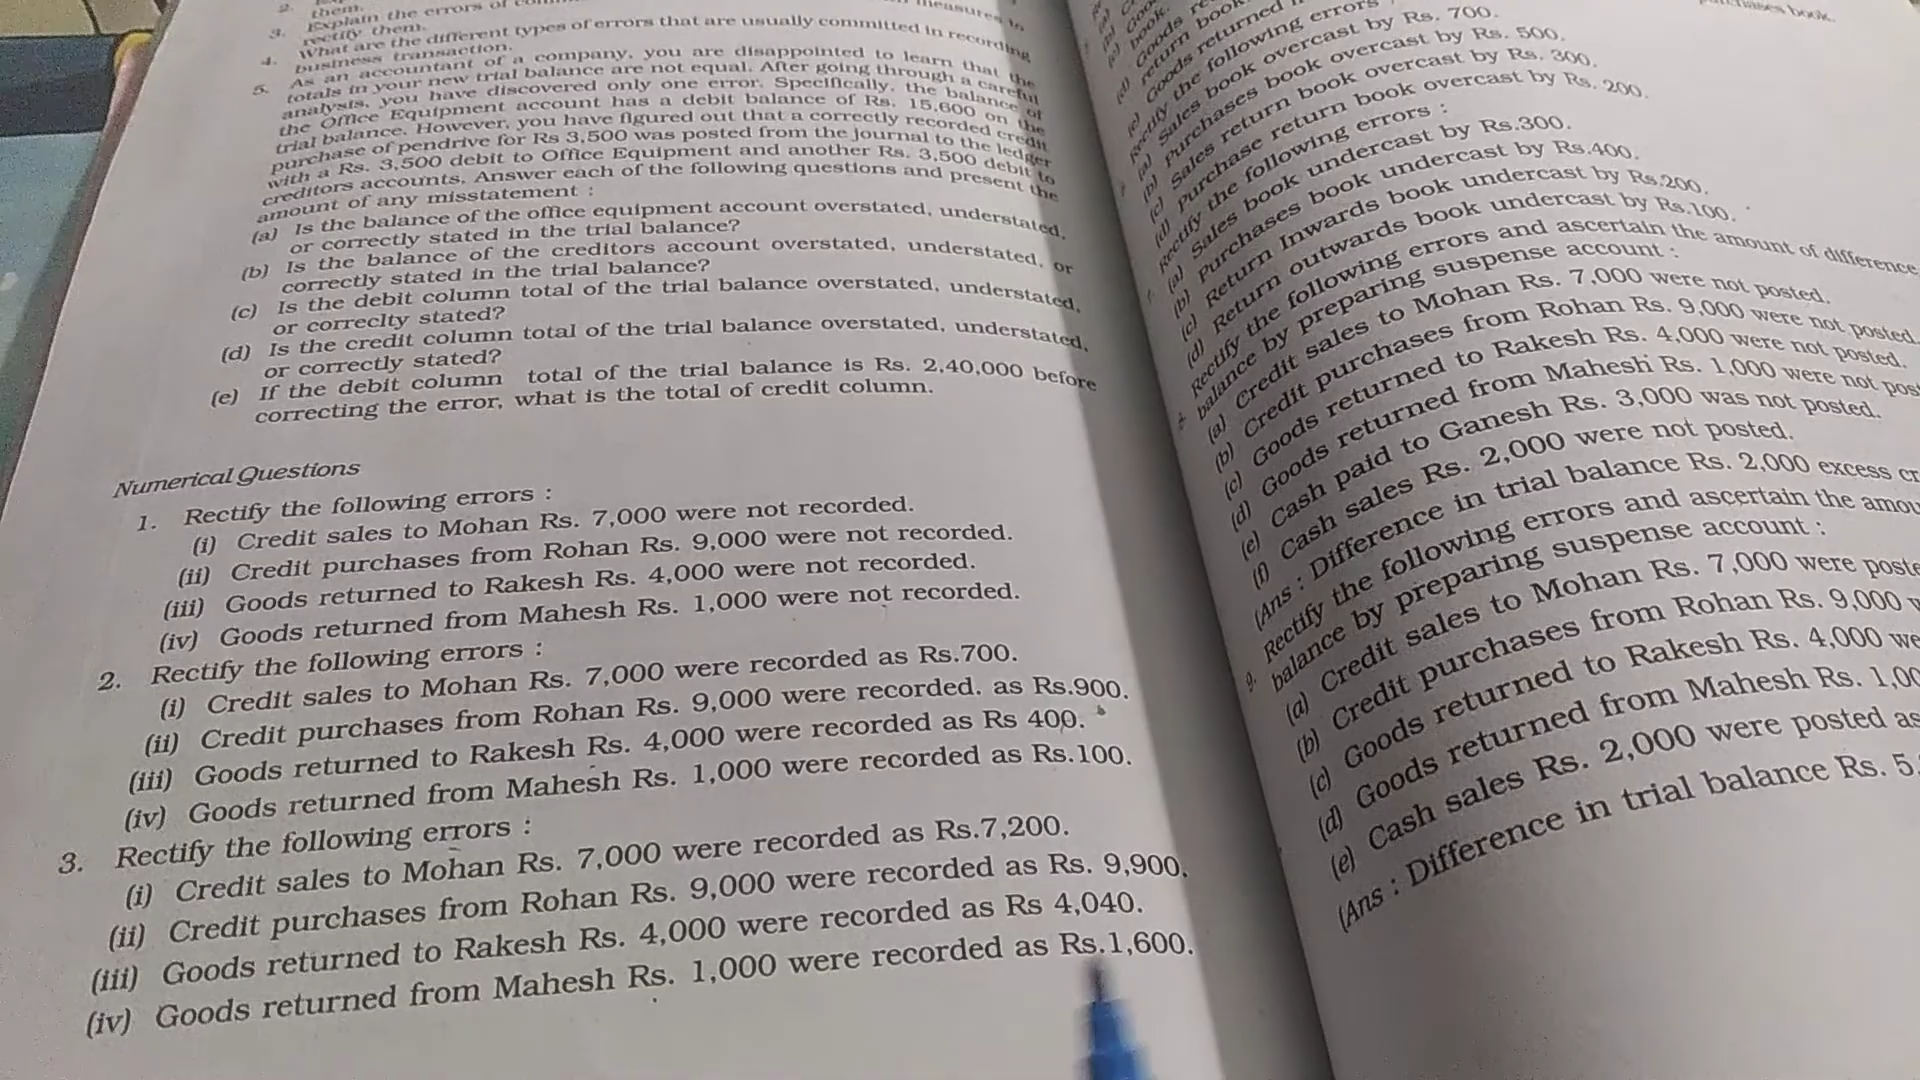 3. Explain the errors of
rectify them.
4. What are the different types of errors that are usually committed in recording
business transaction.
5. As an accountant of a company, you are disappointed to learn that the
totals in your new trial balance are not equal. After going through a careful
analysis, you have discovered only one error. Specifically, the balance of
the Office Equipment account has a debit balance of Rs. 15,600 on the
trial balance. However, you have figured out that a correctly recorded credit
purchase of pendrive for Rs 3,500 was posted from the journal to the ledger
with a Rs. 3,500 debit to Office Equipment and another Rs. 3,500 debit to
creditors accounts. Answer each of the following questions and present the
amount of any misstatement :
(a) Is the balance of the office equipment account overstated, understated,
or correctly stated in the trial balance?
(b) Is the balance of the creditors account overstated, understated, or
correctly stated in the trial balance?
(c) Is the debit column total of the trial balance overstated, understated,
or correclty stated?
(d) Is the credit column total of the trial balance overstated, understated,
or correctly stated?
(e) If the debit column total of the trial balance is Rs. 2,40,000 before
correcting the error, what is the total of credit column.
Numerical Questions
1. Rectify the following errors :
(i) Credit sales to Mohan Rs. 7,000 were not recorded.
(ii) Credit purchases from Rohan Rs. 9,000 were not recorded.
(iii) Goods returned to Rakesh Rs. 4,000 were not recorded.
(iv) Goods returned from Mahesh Rs. 1,000 were not recorded.
2. Rectify the following errors :
(i) Credit sales to Mohan Rs. 7,000 were recorded as Rs.700.
(ii) Credit purchases from Rohan Rs. 9,000 were recorded. as Rs.900.
(iii) Goods returned to Rakesh Rs. 4,000 were recorded as Rs 400.
(iv) Goods returned from Mahesh Rs. 1,000 were recorded as Rs.100.
3. Rectify the following errors :
(i) Credit sales to Mohan Rs. 7,000 were recorded as Rs.7,200.
(ii) Credit purchases from Rohan Rs. 9,000 were recorded as Rs. 9,900.
(iii) Goods returned to Rakesh Rs. 4,000 were recorded as Rs 4,040.
(iv) Goods returned from Mahesh Rs. 1,000 were recorded as Rs.1,600.
book.
return book
Goods returned
Rectify the following errors
(a) Sales book overcast by Rs. 700.
(b) Purchases book overcast by Rs. 500.
(c) Sales return book overcast by Rs. 300.
(d) Purchase return book overcast by Rs. 200.
Rectify the following errors :
(a) Sales book undercast by Rs.300.
(b) Purchases book undercast by Rs.400.
(c) Return Inwards book undercast by Rs.200.
(d) Return outwards book undercast by Rs.100.
Rectify the following errors and ascertain the amount of difference
balance by preparing suspense account :
(a) Credit sales to Mohan Rs. 7,000 were not posted.
(b) Credit purchases from Rohan Rs. 9,000 were not posted.
(c) Goods returned to Rakesh Rs. 4,000 were not posted.
(d) Goods returned from Mahesh Rs. 1,000 were not post
(e) Cash paid to Ganesh Rs. 3,000 was not posted.
(f) Cash sales Rs. 2,000 were not posted.
(Ans : Difference in trial balance Rs. 2,000 excess cr
9. Rectify the following errors and ascertain the amou
balance by preparing suspense account :
(a) Credit sales to Mohan Rs. 7,000 were poste
(b) Credit purchases from Rohan Rs. 9,000
(c) Goods returned to Rakesh Rs. 4,000 we
(d) Goods returned from Mahesh Rs. 1,00
(e) Cash sales Rs. 2,000 were posted as
(Ans : Difference in trial balance Rs. 5,